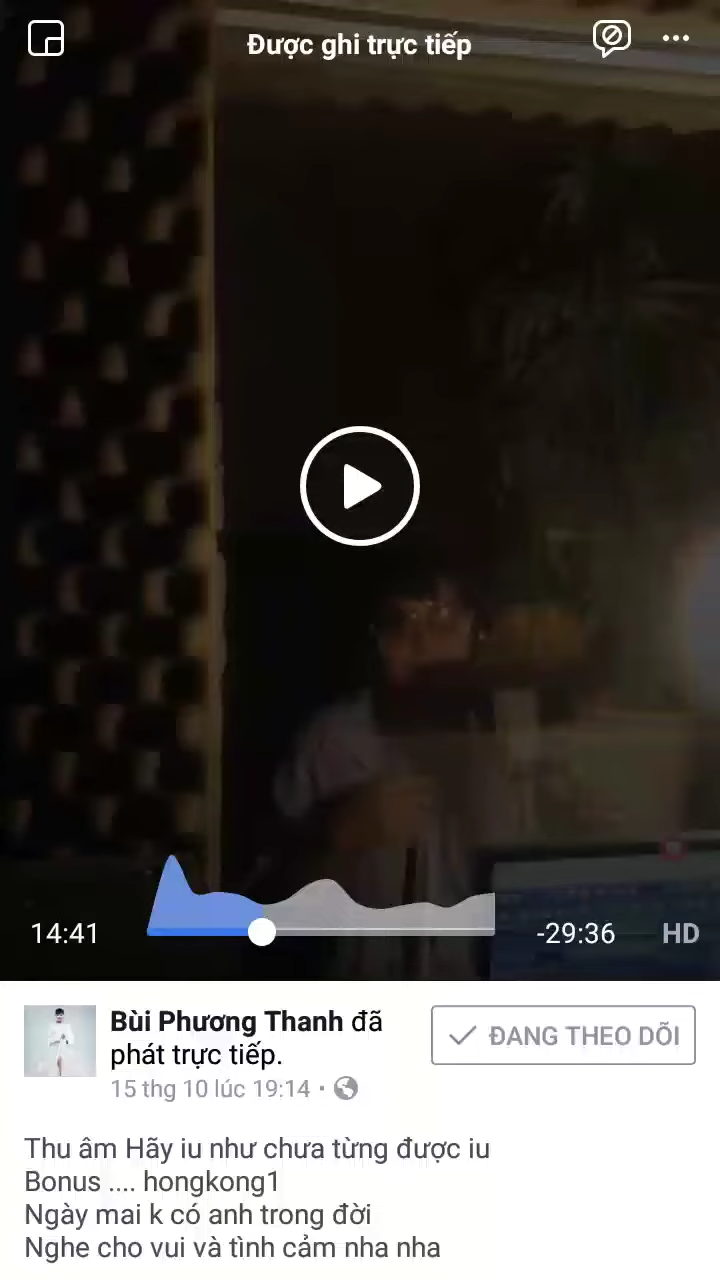 Được ghi trực tiếp
14:41
-29:36
HD
Bùi Phương Thanh đã
phát trực tiếp.
ĐANG THEO DÕI
15 thg 10 lúc 19:14 •
Thu âm Hãy iu như chưa từng được iu
Bonus .... hongkong1
Ngày mai k có anh trong đời
Nghe cho vui và tình cảm nha nha